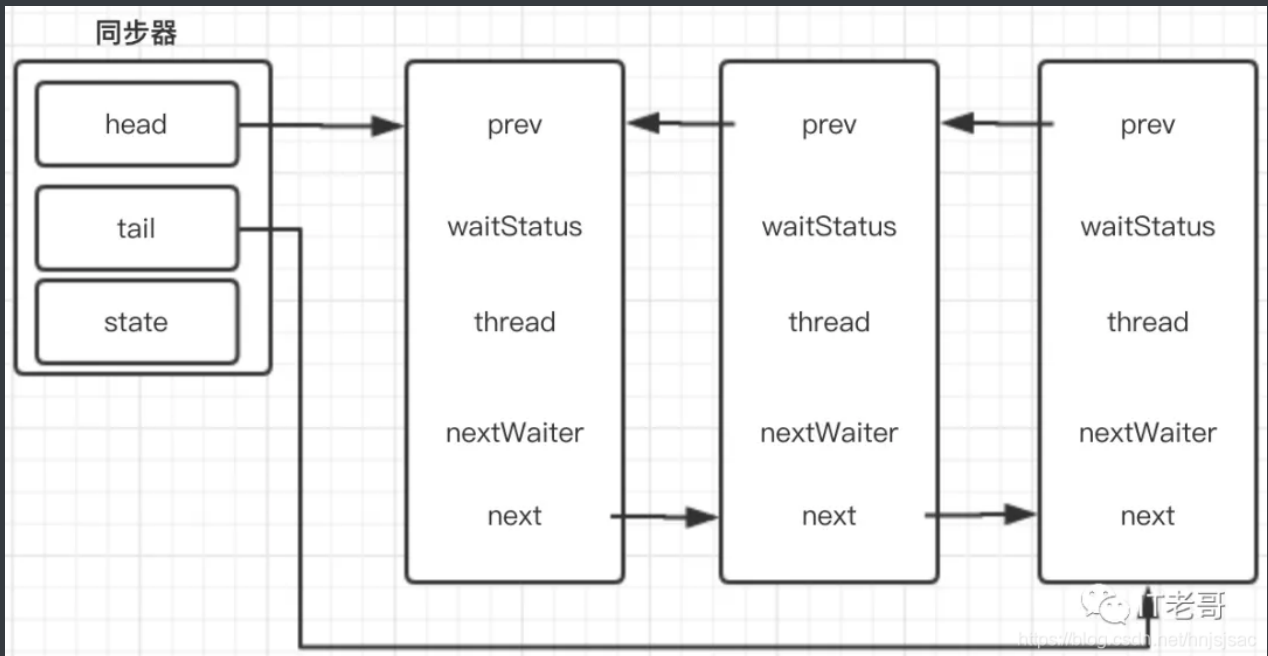 同步器
head
tail
state
prev
waitStatus
thread
nextWaiter
next
prev
waitStatus
thread
nextWaiter
next
prev
waitStatus
thread
nextWaiter
next
IT老哥